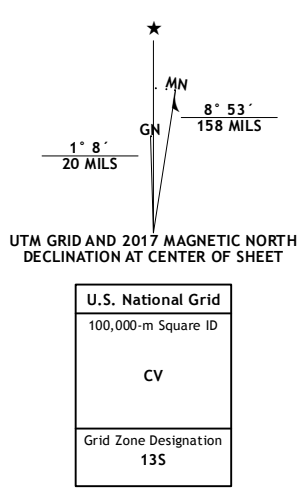 ★
MN
8° 53´
158 MILS
GN
1° 8´
20 MILS
UTM GRID AND 2017 MAGNETIC NORTH
DECLINATION AT CENTER OF SHEET
U.S. National Grid
100,000-m Square ID
CV
Grid Zone Designation
13S